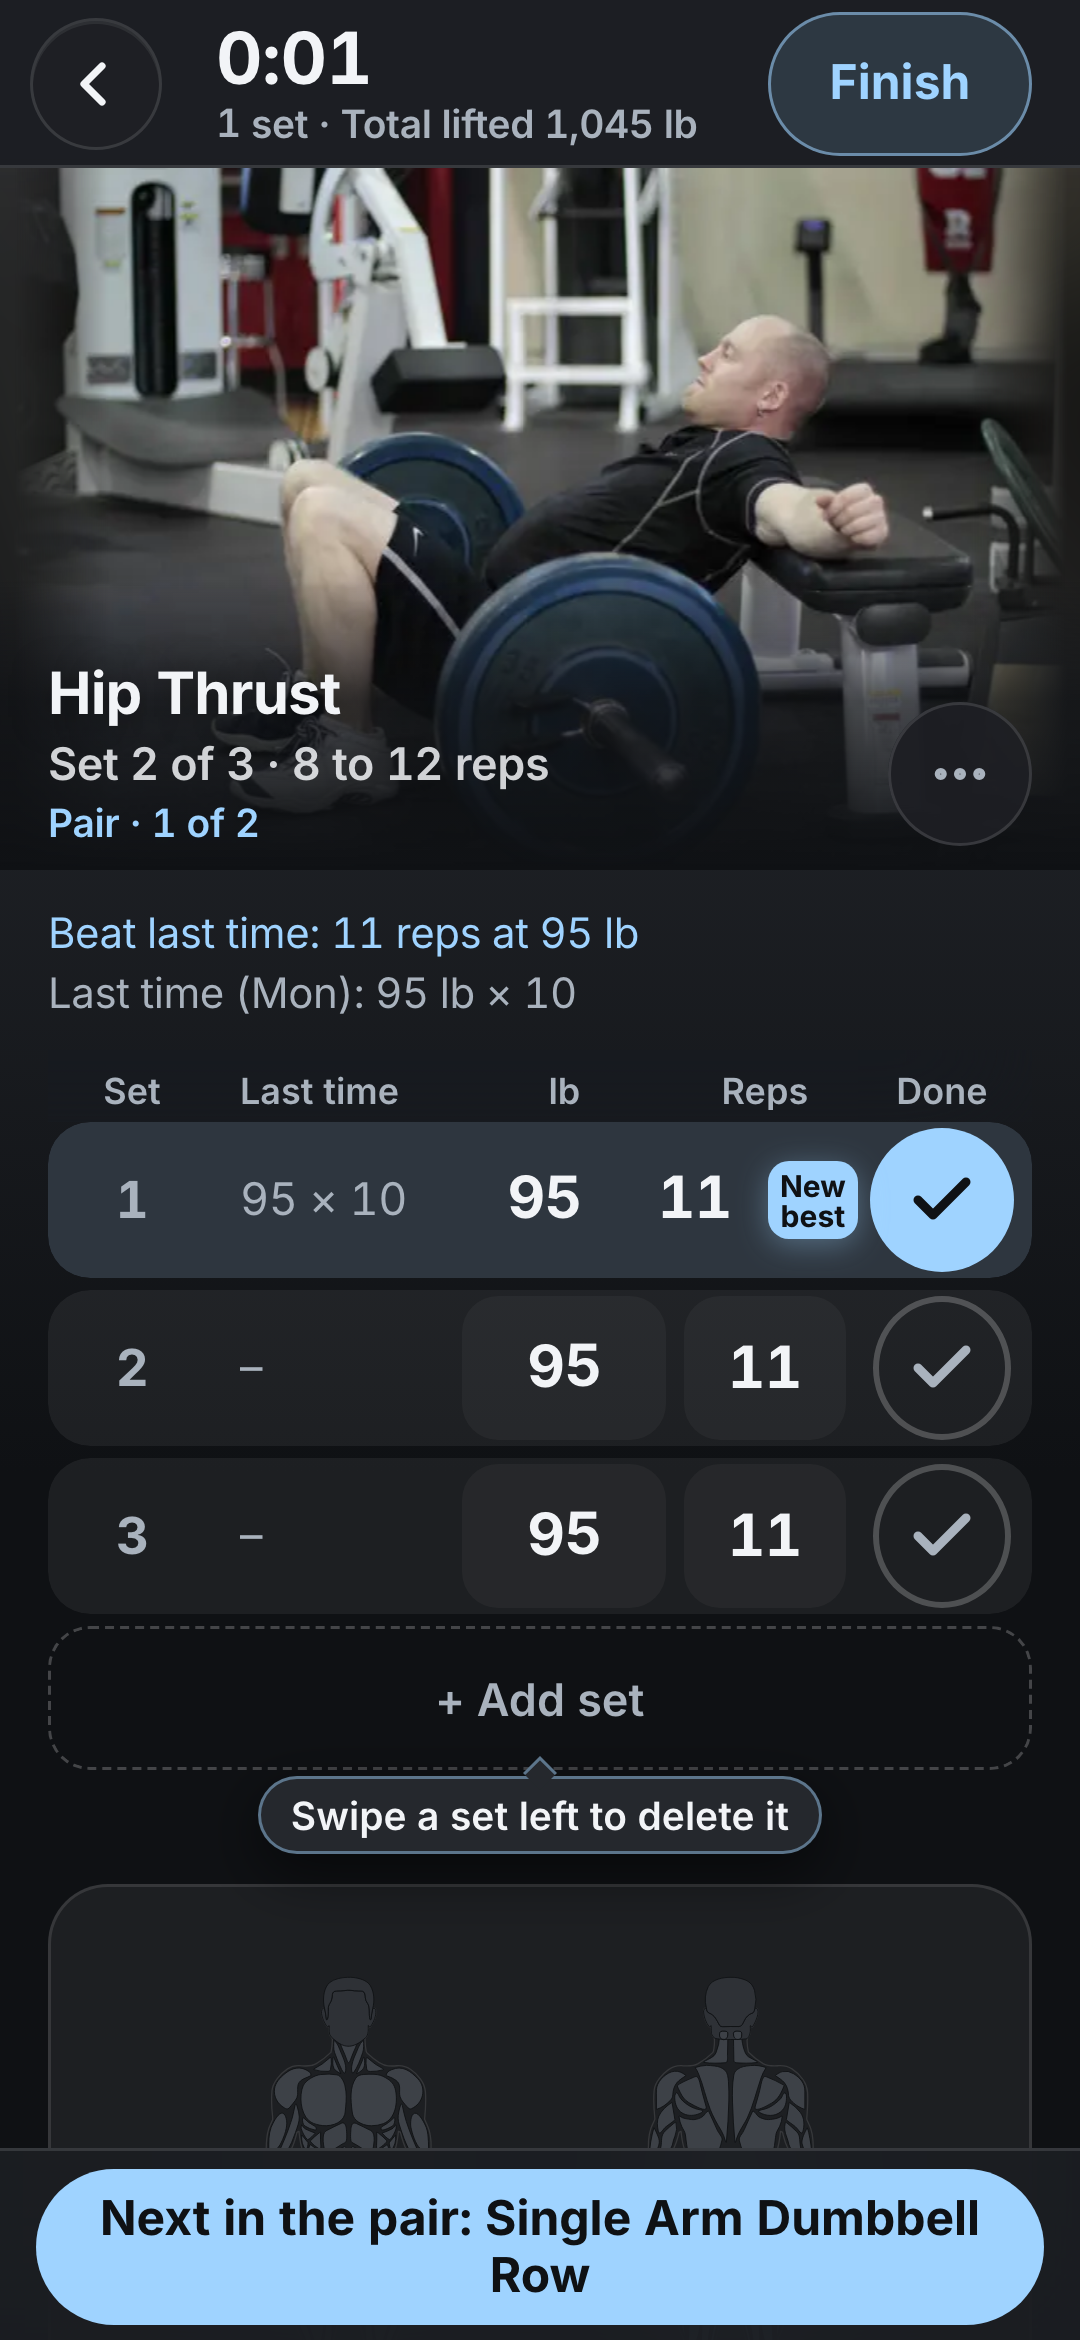 0:01
1 set · Total lifted 1,045 lb
Finish
Hip Thrust
Set 2 of 3 · 8 to 12 reps
Pair · 1 of 2
Beat last time: 11 reps at 95 lb
Last time (Mon): 95 lb × 10
Set Last time lb Reps Done
1 95 × 10 95 11 New best
2 – 95 11
3 – 95 11
+ Add set
Swipe a set left to delete it
Next in the pair: Single Arm Dumbbell
Row